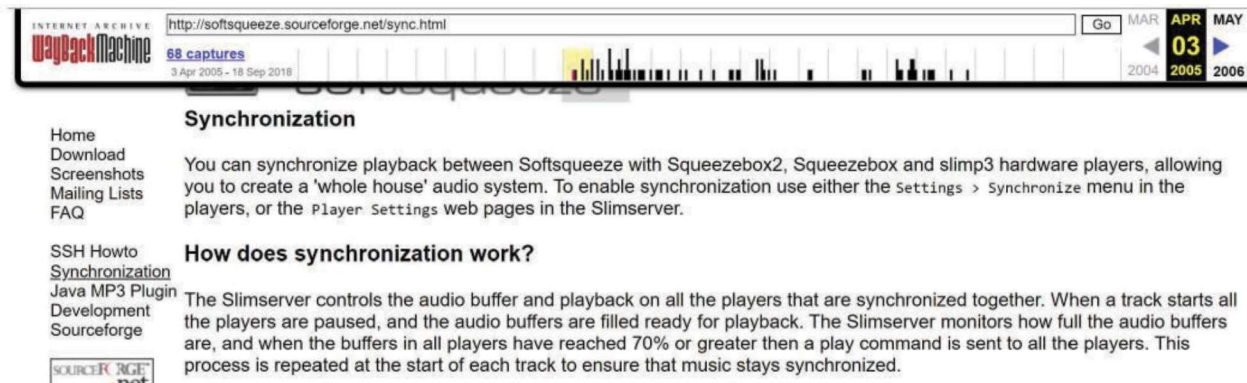 INTERNET ARCHIVE
WayBackMachine
http://softsqueeze.sourceforge.net/sync.html
Go
MAR APR MAY
68 captures
03
3 Apr 2005 - 18 Sep 2018
2004 2005 2006
softsqueeze
Home
Download
Screenshots
Mailing Lists
FAQ
SSH Howto
Synchronization
Java MP3 Plugin
Development
Sourceforge
SOURCEFORGE
net
Synchronization
You can synchronize playback between Softsqueeze with Squeezebox2, Squeezebox and slimp3 hardware players, allowing
you to create a 'whole house' audio system. To enable synchronization use either the Settings > Synchronize menu in the
players, or the Player Settings web pages in the Slimserver.
How does synchronization work?
The Slimserver controls the audio buffer and playback on all the players that are synchronized together. When a track starts all
the players are paused, and the audio buffers are filled ready for playback. The Slimserver monitors how full the audio buffers
are, and when the buffers in all players have reached 70% or greater then a play command is sent to all the players. This
process is repeated at the start of each track to ensure that music stays synchronized.